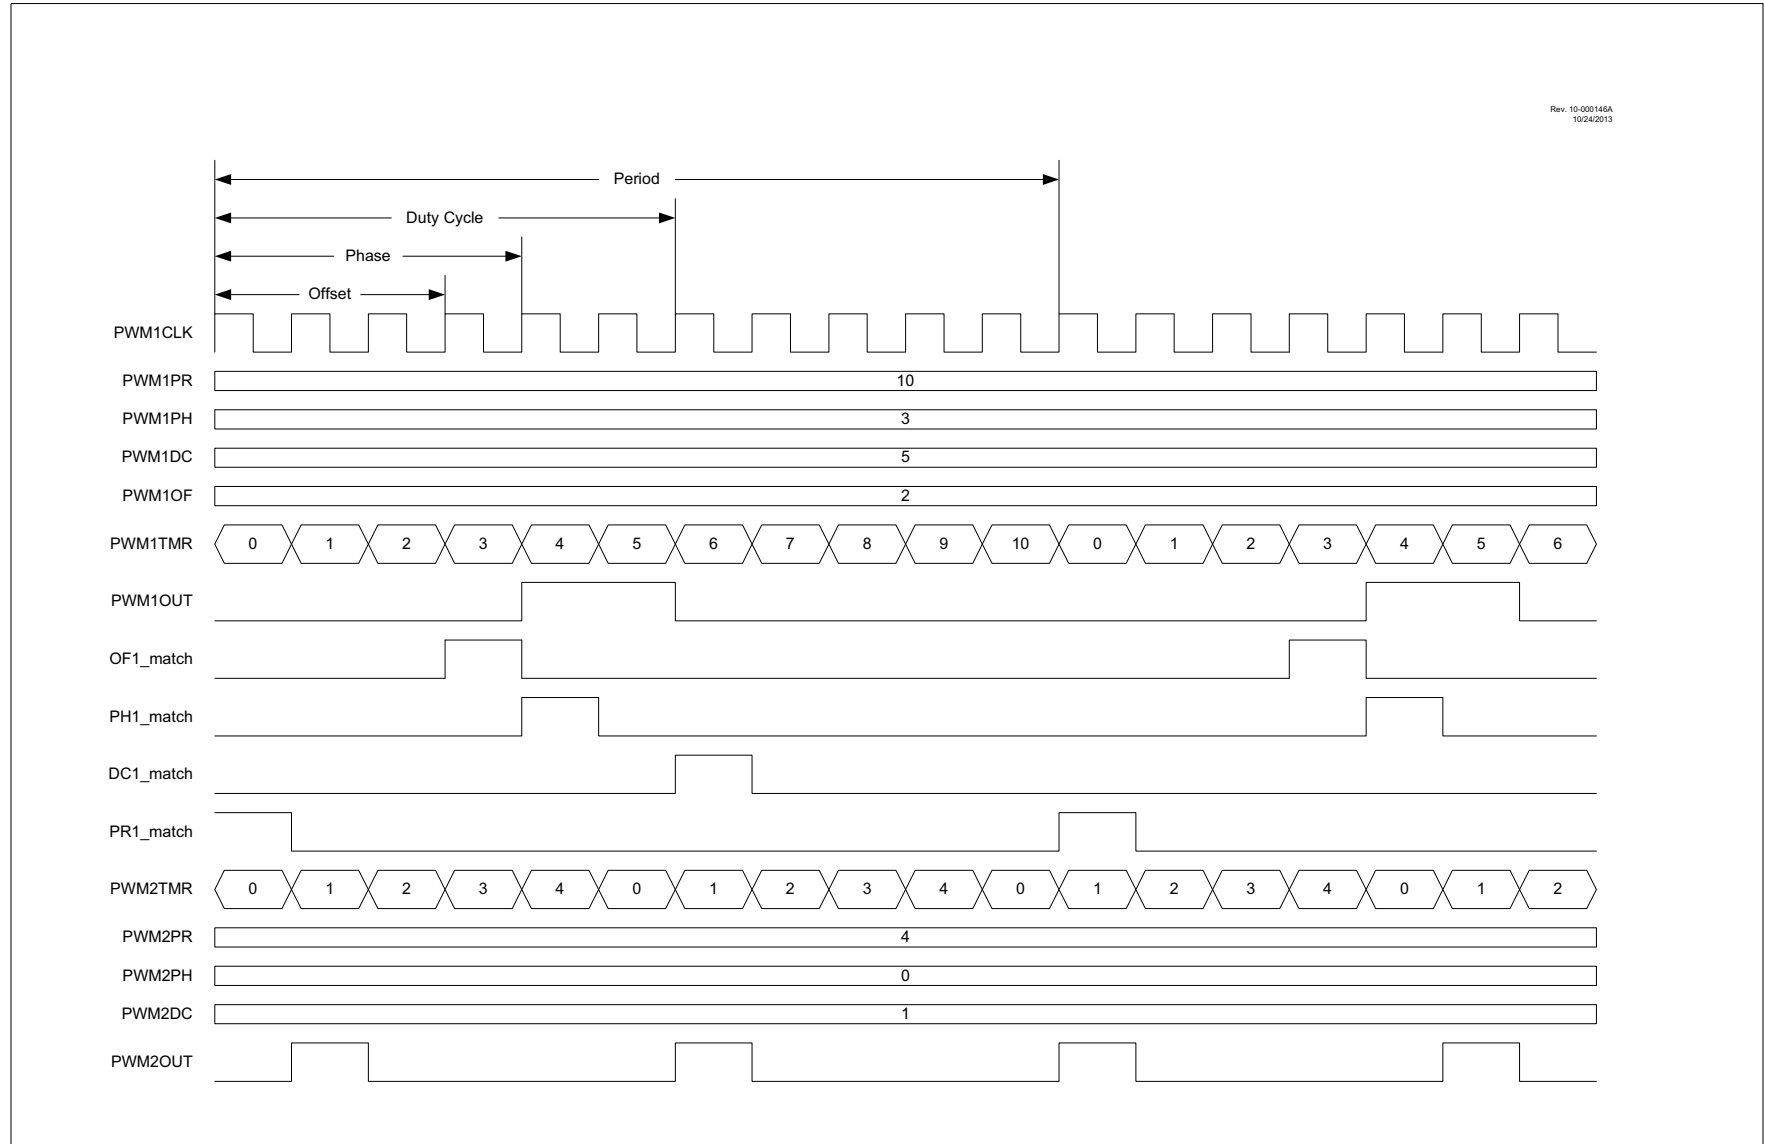 Rev. 10-000146A
10/24/2013
Period
Duty Cycle
Phase
Offset
PWM1CLK
PWM1PR 10
PWM1PH 3
PWM1DC 5
PWM1OF 2
PWM1TMR 0 1 2 3 4 5 6 7 8 9 10 0 1 2 3 4 5 6
PWM1OUT
OF1_match
PH1_match
DC1_match
PR1_match
PWM2TMR 0 1 2 3 4 0 1 2 3 4 0 1 2 3 4 0 1 2
PWM2PR 4
PWM2PH 0
PWM2DC 1
PWM2OUT